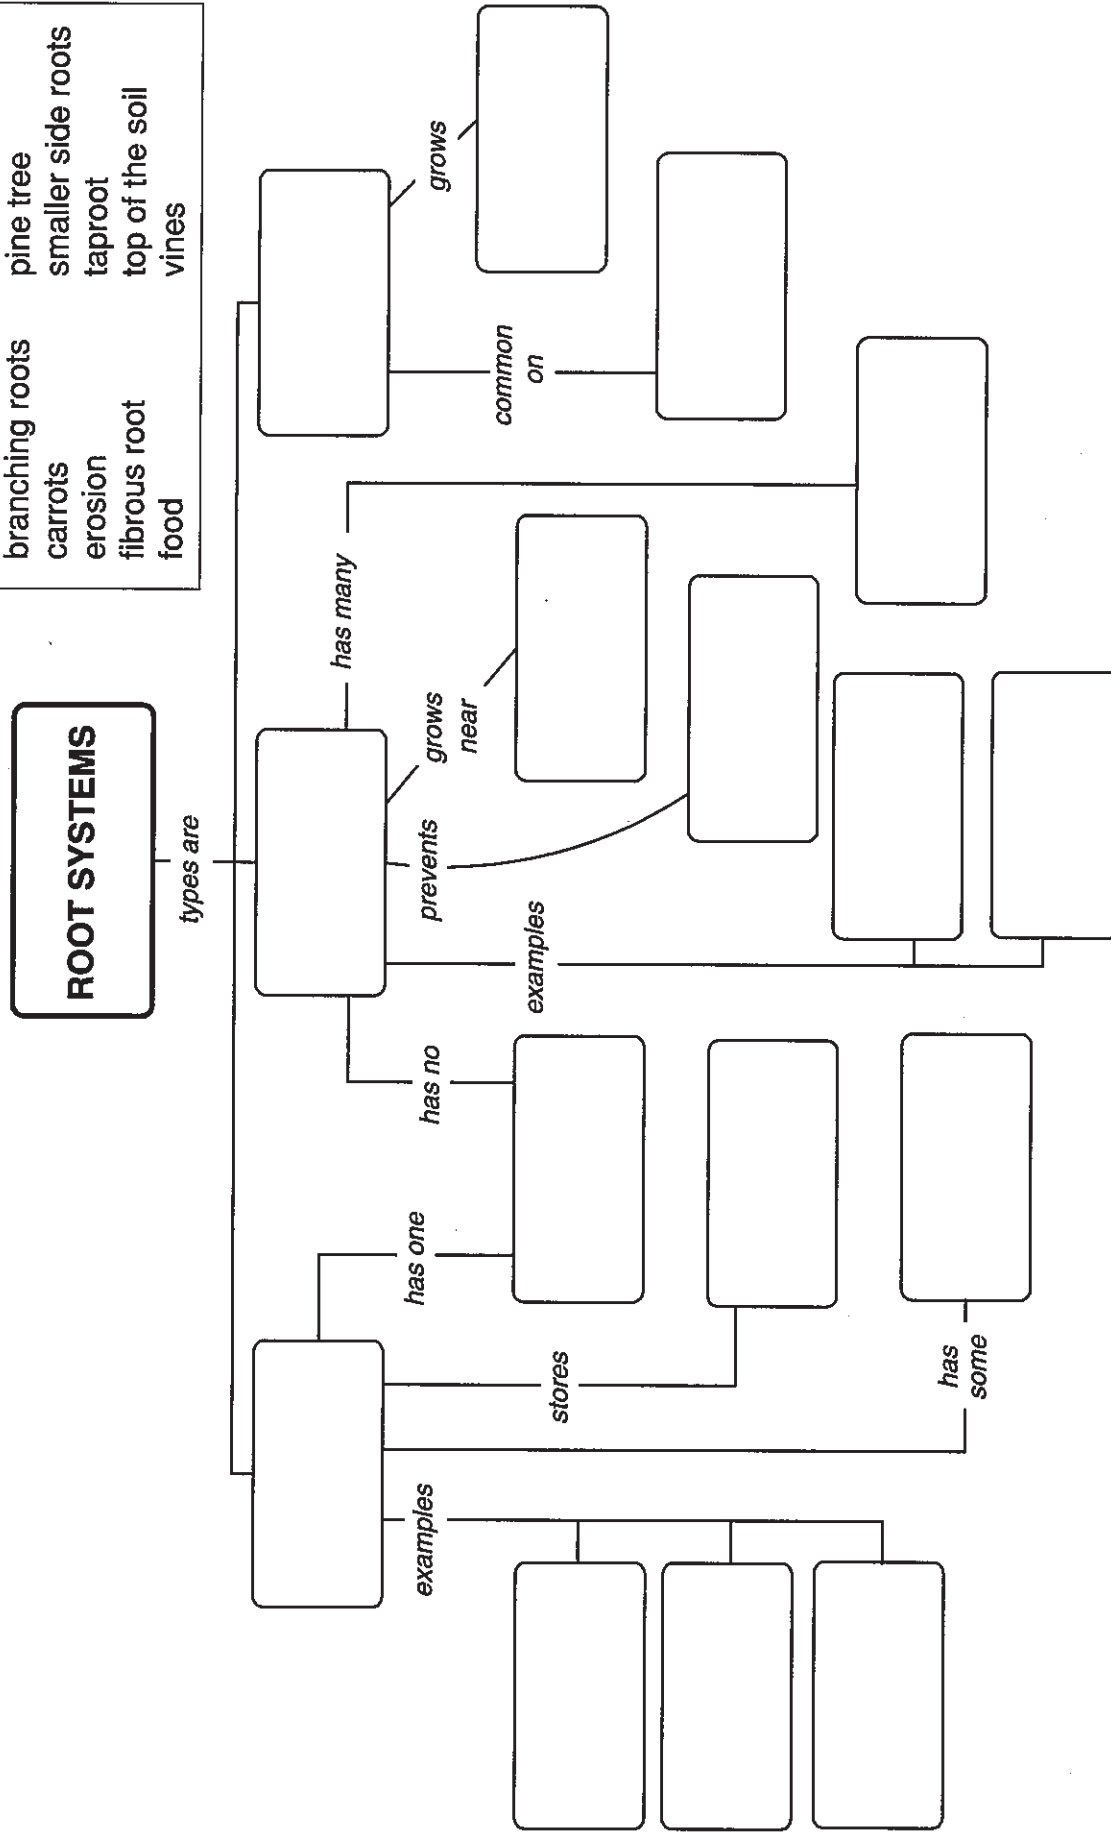 branching roots
carrots
erosion
fibrous root
food
pine tree
smaller side roots
taproot
top of the soil
vines
ROOT SYSTEMS
types are
has many
grows
common
on
grows
near
prevents
examples
has no
has one
stores
has
some
examples